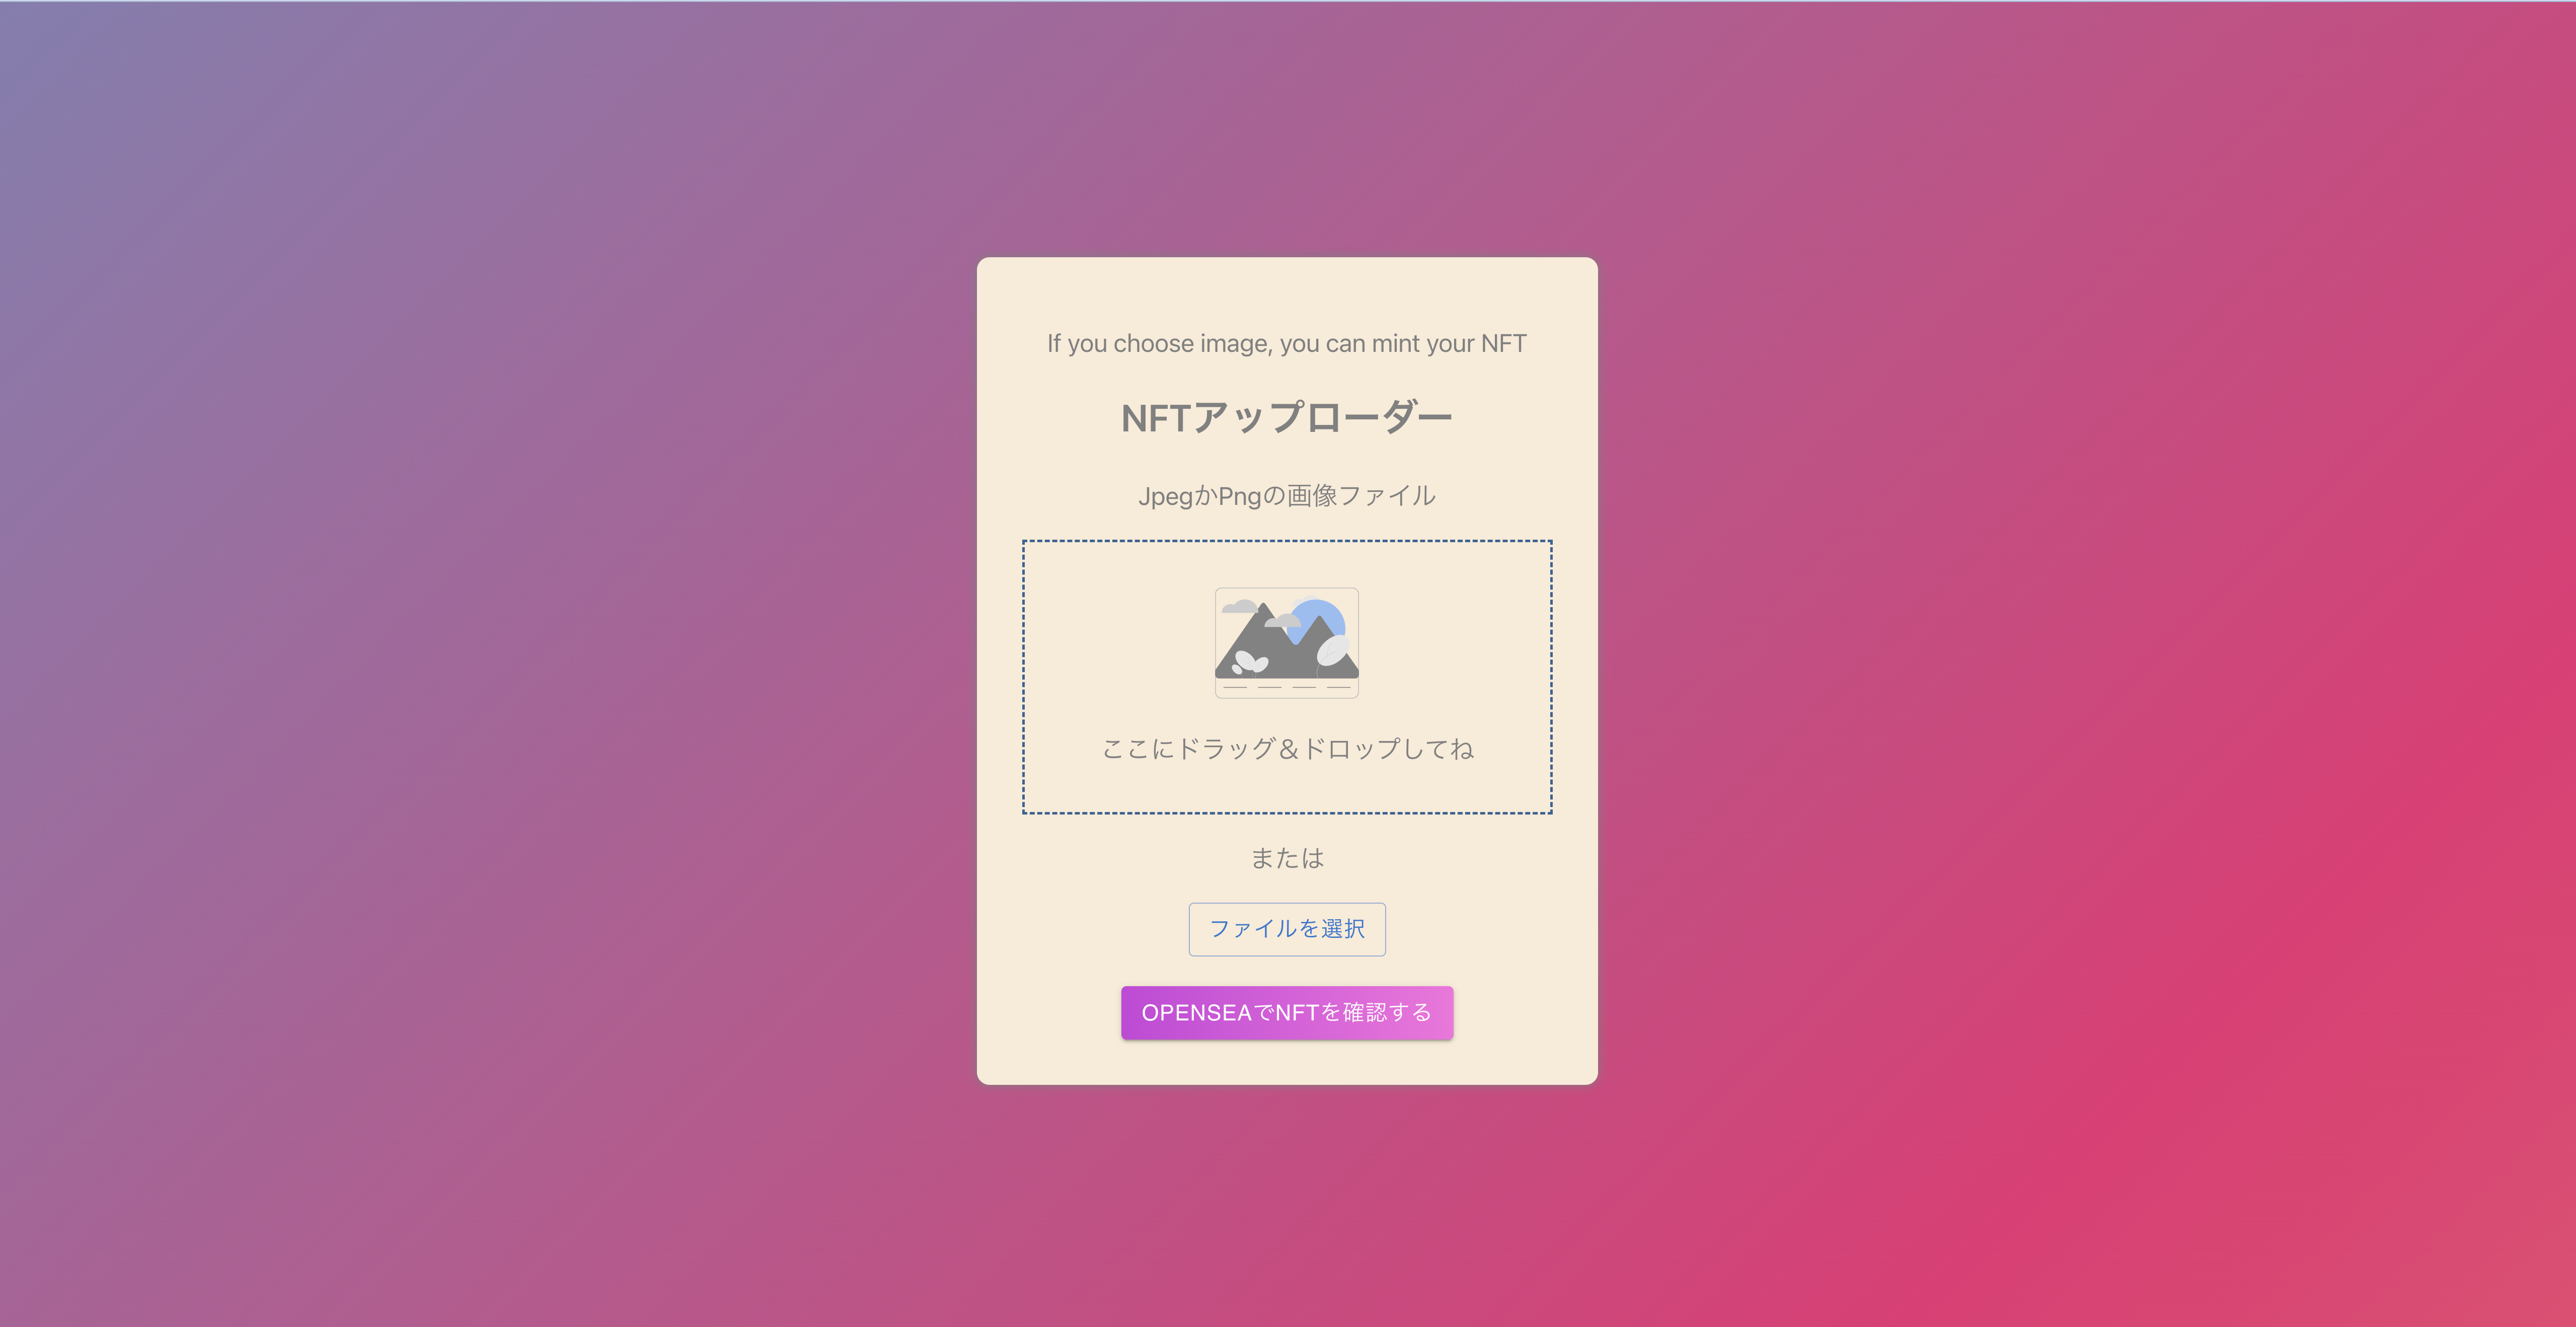 If you choose image, you can mint your NFT
NFTアップローダー
JpegかPngの画像ファイル
ここにドラッグ＆ドロップしてね
または
ファイルを選択
OPENSEAでNFTを確認する